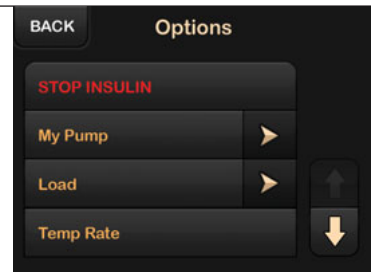 BACK
Options
STOP INSULIN
My Pump
Load
Temp Rate